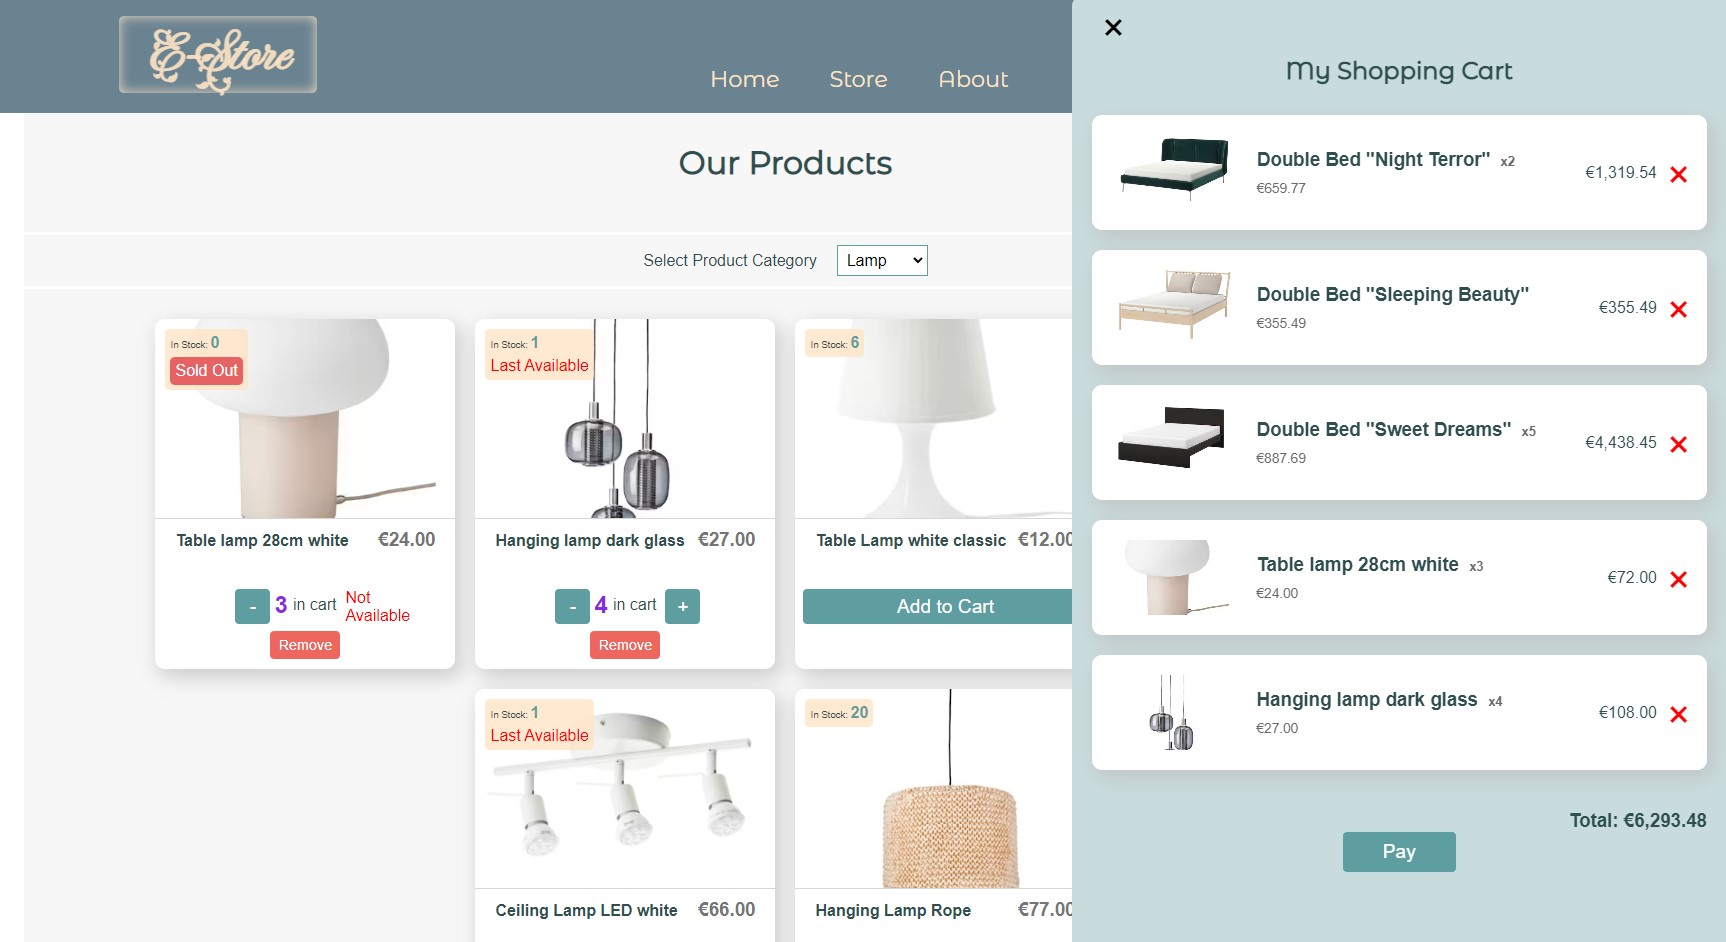 E-Store
Home Store About
Our Products
Select Product Category Lamp
In Stock: 0
Sold Out
Table lamp 28cm white €24.00
- 3 in cart Not Available
Remove
In Stock: 1
Last Available
Hanging lamp dark glass €27.00
- 4 in cart +
Remove
In Stock: 6
Table Lamp white classic €12.00
Add to Cart
In Stock: 1
Last Available
Ceiling Lamp LED white €66.00
In Stock: 20
Hanging Lamp Rope €77.00
×
My Shopping Cart
Double Bed "Night Terror" x2
€659.77
€1,319.54 ×
Double Bed "Sleeping Beauty"
€355.49
€355.49 ×
Double Bed "Sweet Dreams" x5
€887.69
€4,438.45 ×
Table lamp 28cm white x3
€24.00
€72.00 ×
Hanging lamp dark glass x4
€27.00
€108.00 ×
Total: €6,293.48
Pay